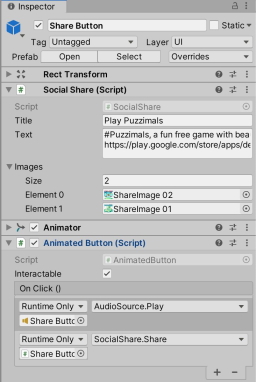 Inspector
Share Button
Static
Tag Untagged Layer UI
Prefab Open Select Overrides
Rect Transform
Social Share (Script)
Script SocialShare
Title Play Puzzimals
Text #Puzzimals, a fun free game with bea
https://play.google.com/store/apps/de
Images
Size 2
Element 0 ShareImage 02
Element 1 ShareImage 01
Animator
Animated Button (Script)
Script AnimatedButton
Interactable
On Click ()
Runtime Only AudioSource.Play
Share Buttc
Runtime Only SocialShare.Share
Share Buttc
+ −